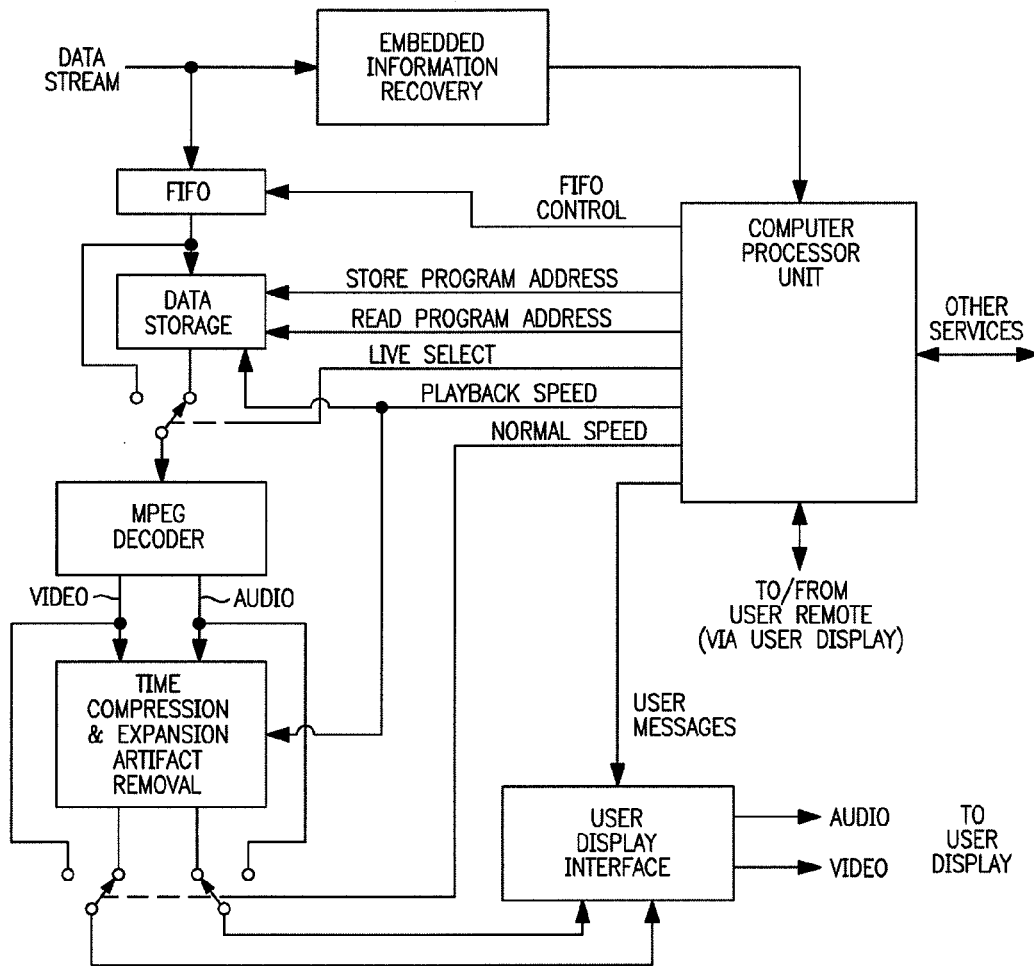 DATA
STREAM
EMBEDDED
INFORMATION
RECOVERY
FIFO
FIFO
CONTROL
COMPUTER
PROCESSOR
UNIT
DATA
STORAGE
STORE PROGRAM ADDRESS
READ PROGRAM ADDRESS
LIVE SELECT
PLAYBACK SPEED
NORMAL SPEED
OTHER
SERVICES
MPEG
DECODER
VIDEO
AUDIO
TO/FROM
USER REMOTE
(VIA USER DISPLAY)
TIME
COMPRESSION
& EXPANSION
ARTIFACT
REMOVAL
USER
MESSAGES
USER
DISPLAY
INTERFACE
AUDIO
VIDEO
TO
USER
DISPLAY